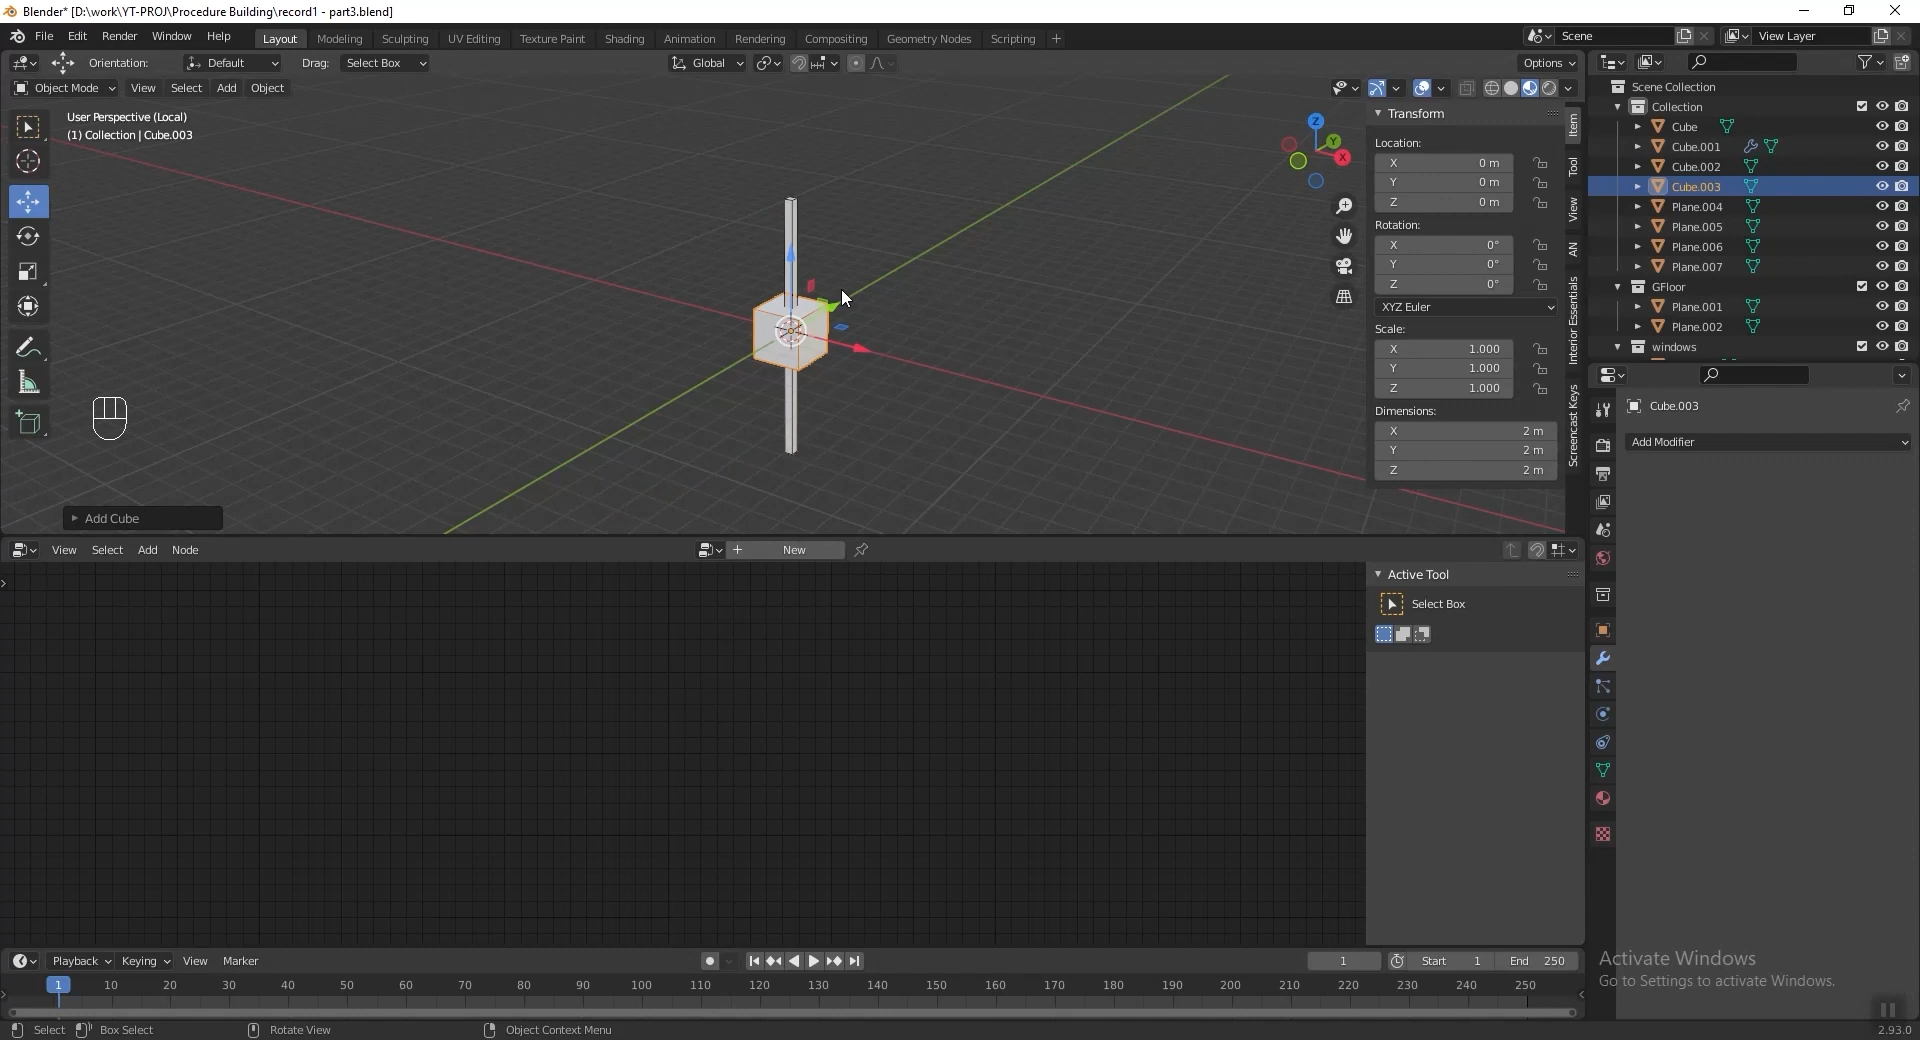 Blender* [D:\work\YT-PROJ\Procedure Building\record1 - part3.blend]
File Edit Render Window Help Layout Modeling Sculpting UV Editing Texture Paint Shading Animation Rendering Compositing Geometry Nodes Scripting + Scene View Layer
Orientation: Default Drag: Select Box Global Options
Object Mode View Select Add Object
User Perspective (Local)
(1) Collection | Cube.003
Z
Y
X
Add Cube
Transform
Location:
X 0 m
Y 0 m
Z 0 m
Rotation:
X 0°
Y 0°
Z 0°
XYZ Euler
Scale:
X 1.000
Y 1.000
Z 1.000
Dimensions:
X 2 m
Y 2 m
Z 2 m
Item
Tool
View
AN
Interior Essentials
Screencast Keys
Scene Collection
Collection
Cube
Cube.001
Cube.002
Cube.003
Plane.004
Plane.005
Plane.006
Plane.007
GFloor
Plane.001
Plane.002
windows
Cube.003
Add Modifier
View Select Add Node + New
Active Tool
Select Box
Playback Keying View Marker 1 Start 1 End 250
1 10 20 30 40 50 60 70 80 90 100 110 120 130 140 150 160 170 180 190 200 210 220 230 240 250
Activate Windows
Go to Settings to activate Windows.
Select Box Select Rotate View Object Context Menu 2.93.0